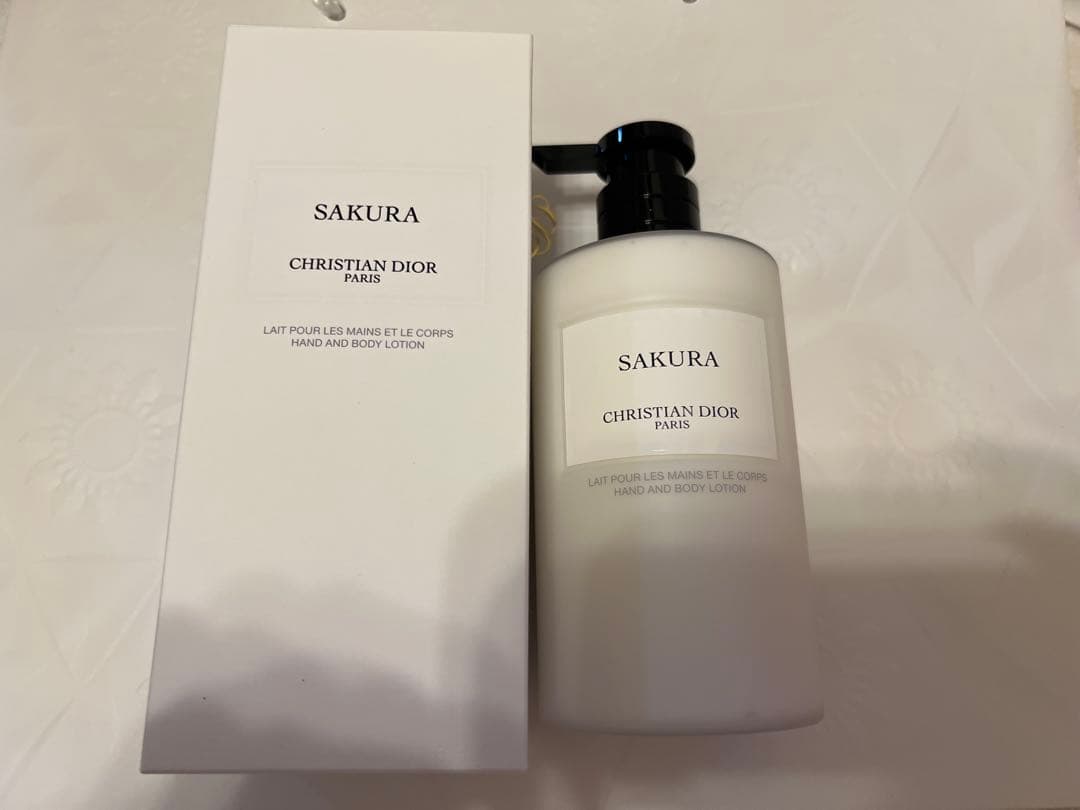 SAKURA
CHRISTIAN DIOR
PARIS
LAIT POUR LES MAINS ET LE CORPS
HAND AND BODY LOTION
SAKURA
CHRISTIAN DIOR
PARIS
LAIT POUR LES MAINS ET LE CORPS
HAND AND BODY LOTION